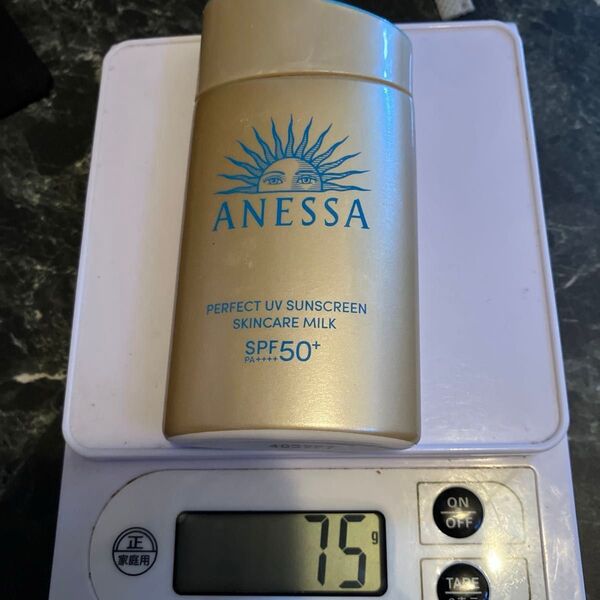 ANESSA
PERFECT UV SUNSCREEN
SKINCARE MILK
SPF50+
PA++++
75g
正
家庭用
ON
OFF
TARE